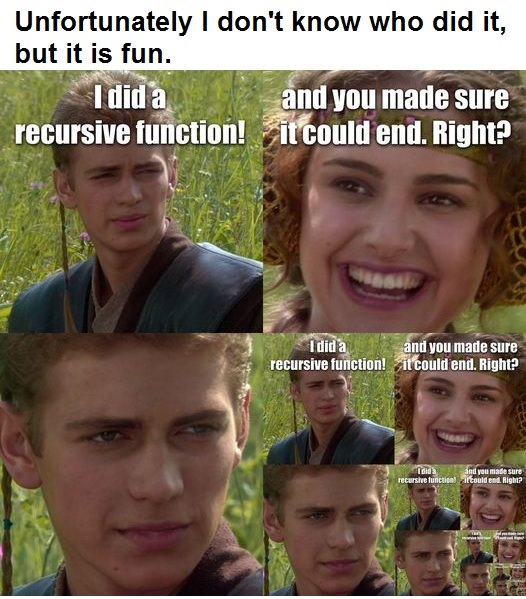 Unfortunately I don't know who did it,
but it is fun.
I did a
recursive function!
and you made sure
it could end. Right?
I did a
recursive function!
and you made sure
it could end. Right?
I did a
recursive function!
and you made sure
it could end. Right?